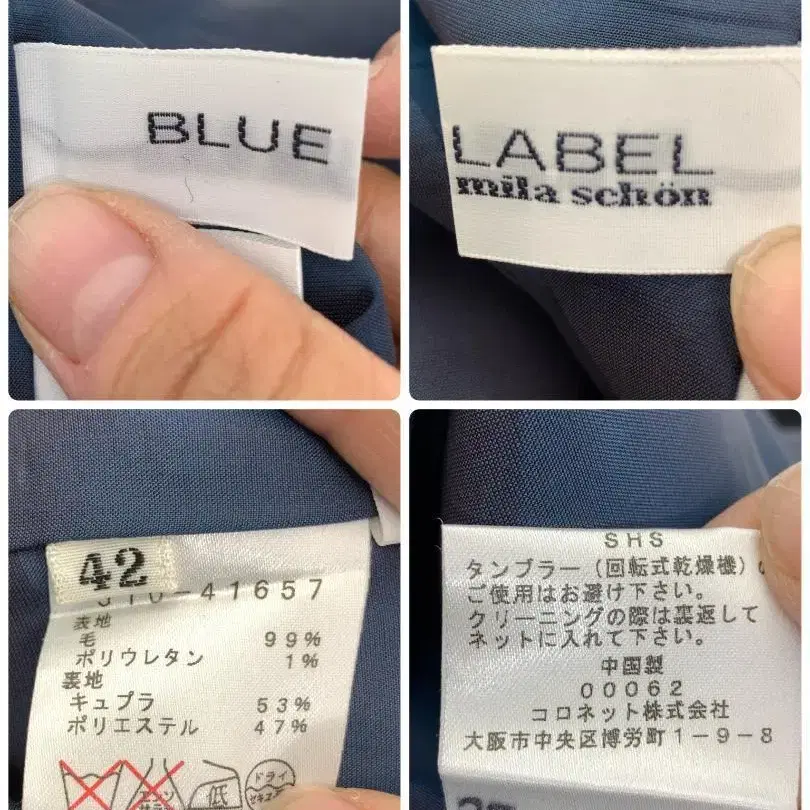 BLUE
LABEL
mila schön
42
310-41657
表地
毛 99%
ポリウレタン 1%
裏地
キュプラ 53%
ポリエステル 47%
低
ドライ
SHS
タンブラー（回転式乾燥機）の
ご使用はお避け下さい。
クリーニングの際は裏返して
ネットに入れて下さい。
中国製
00062
コロネット株式会社
大阪市中央区博労町1-9-8